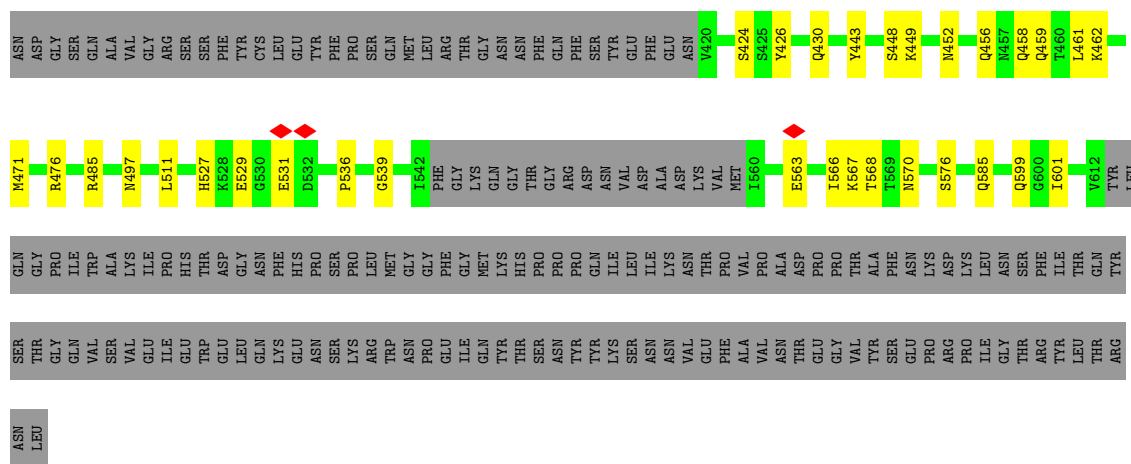 ASN ASP GLY SER GLN ALA VAL GLY ARG SER SER PHE TYR CYS LEU GLU TYR PHE PRO SER GLN MET LEU ARG THR GLY ASN ASN PHE GLN PHE SER TYR GLU PHE GLU ASN V420 S424 S425 Y426 Q430 Y443 S448 K449 N452 Q456 N457 Q458 Q459 T460 L461 K462
M471 R476 R485 N497 L511 H527 K528 E529 G530 E531 D532 P536 G539 I542 PHE GLY LYS GLN GLY THR GLY ARG ASP ASN VAL ASP ALA ASP LYS VAL MET I560 E563 I566 K567 T568 T569 N570 S576 Q585 Q599 G600 I601 V612 TYR LEU
GLN GLY PRO ILE TRP ALA LYS ILE PRO HIS THR ASP GLY ASN PHE HIS PRO SER PRO LEU MET GLY GLY PHE GLY MET LYS HIS PRO PRO PRO GLN ILE LEU ILE LYS ASN THR PRO VAL PRO ALA ASP PRO PRO THR ALA PHE ASN LYS ASP LYS LEU ASN SER PHE ILE THR GLN TYR
SER THR GLY GLN VAL SER VAL GLU ILE GLU TRP GLU LEU GLN LYS GLU ASN SER LYS ARG TRP ASN PRO GLU ILE GLN TYR THR SER ASN TYR TYR LYS SER ASN ASN VAL GLU PHE ALA VAL ASN THR GLU GLY VAL TYR SER GLU PRO ARG PRO ILE GLY THR ARG TYR LEU THR ARG
ASN LEU